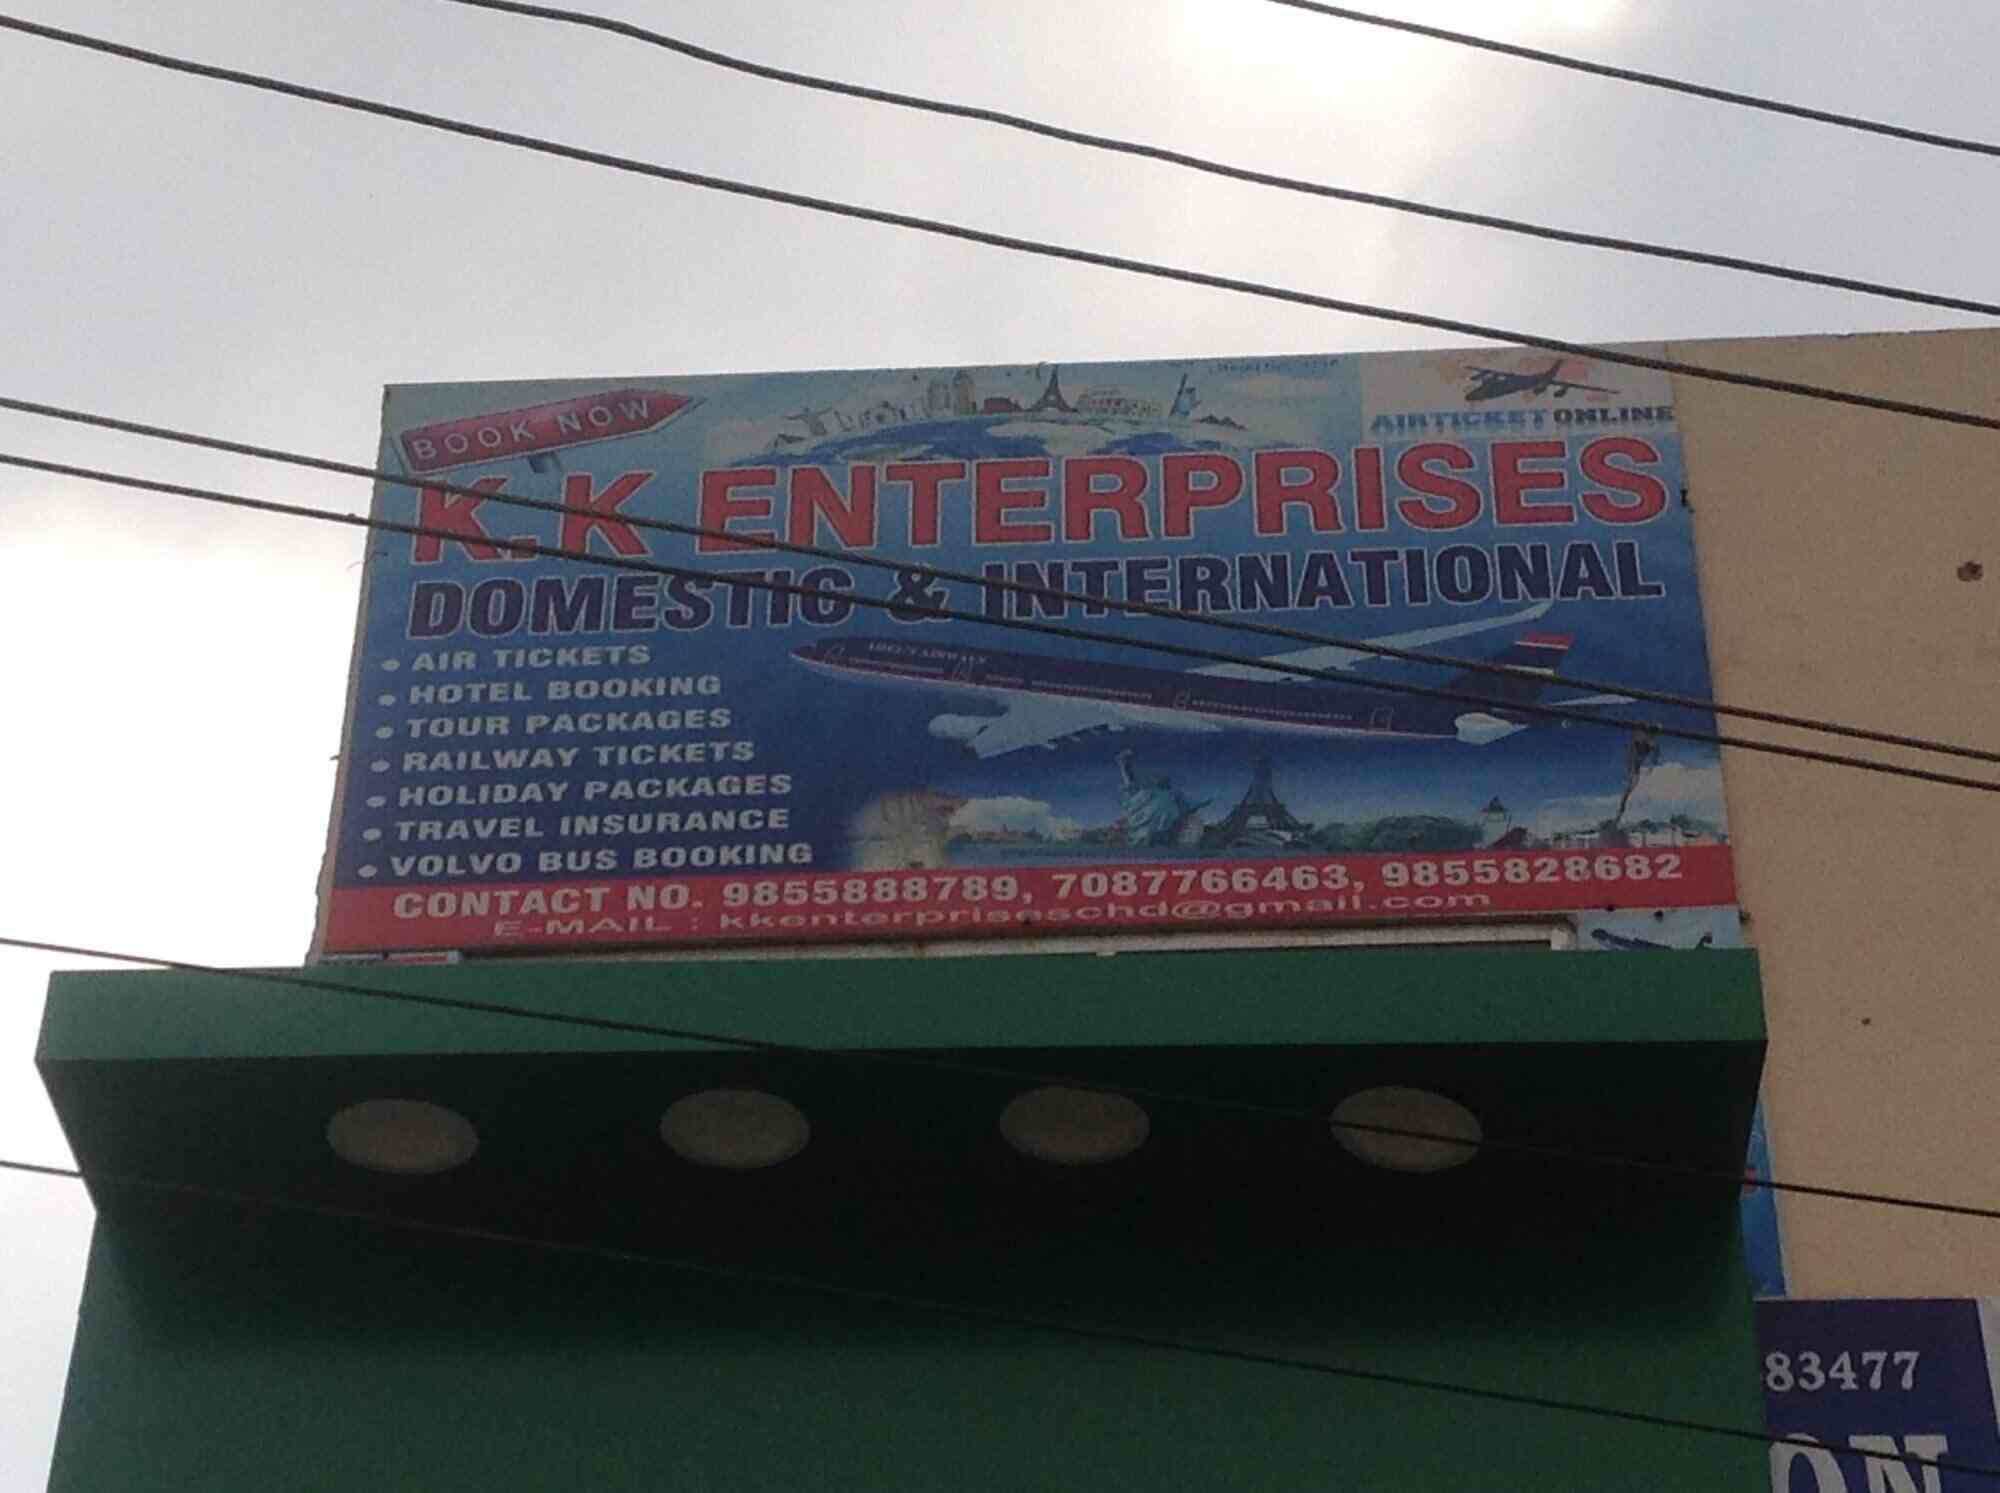 BOOK NOW
AIRTICKET ONLINE
K.K ENTERPRISES
DOMESTIC & INTERNATIONAL
• AIR TICKETS
• HOTEL BOOKING
• TOUR PACKAGES
• RAILWAY TICKETS
• HOLIDAY PACKAGES
• TRAVEL INSURANCE
• VOLVO BUS BOOKING
CONTACT NO. 9855888789, 7087766463, 9855828682
E-MAIL : kkenterpriseschd@gmail.com
83477
ON